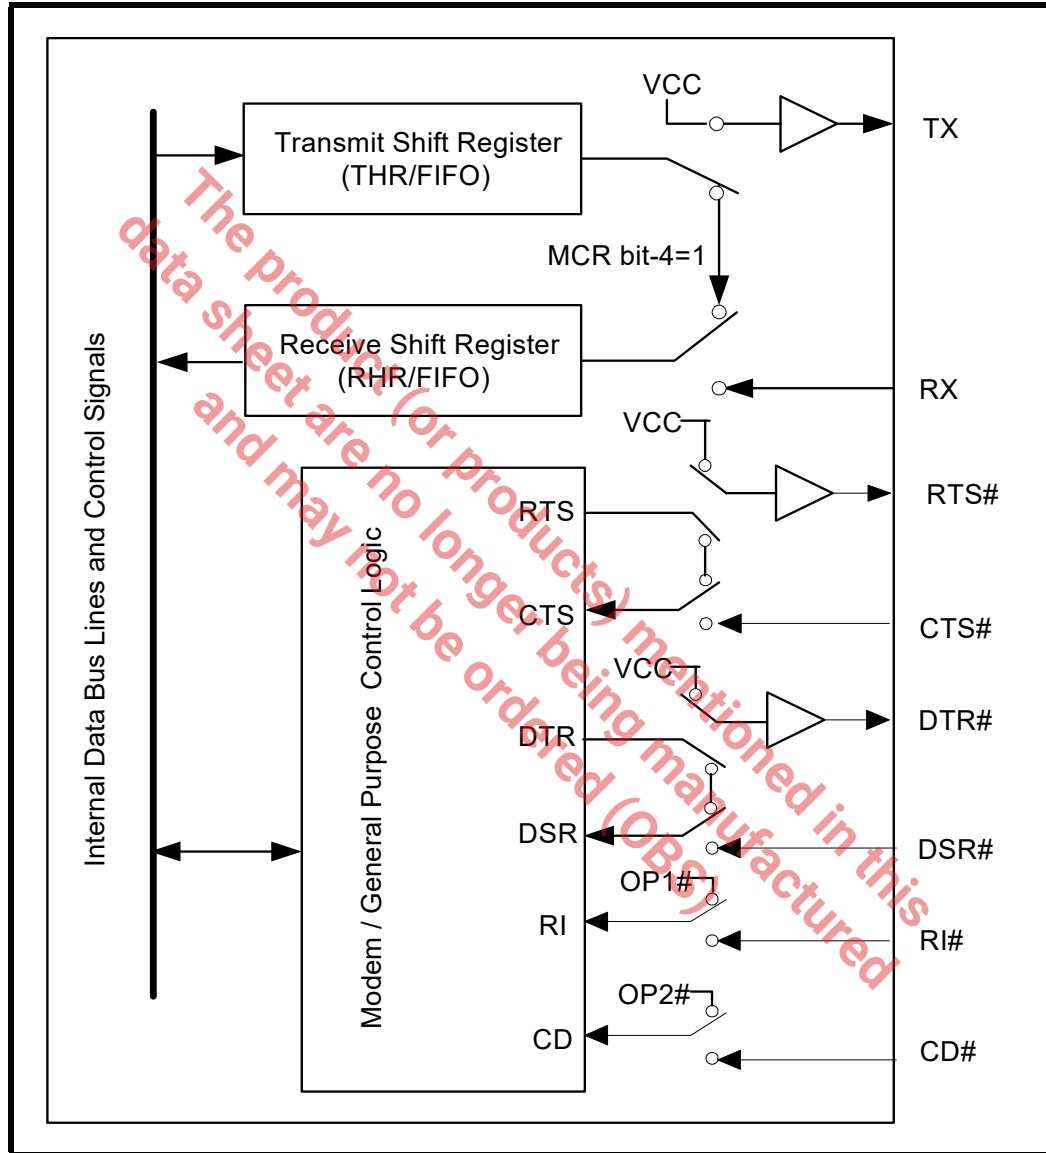 VCC
TX
Transmit Shift Register
(THR/FIFO)
MCR bit-4=1
Receive Shift Register
(RHR/FIFO)
RX
VCC
RTS#
RTS
CTS
CTS#
VCC
DTR#
DTR
DSR
DSR#
OP1#
RI
RI#
OP2#
CD
CD#
Internal Data Bus Lines and Control Signals
Modem / General Purpose Control Logic
The product (or products) mentioned in this
data sheet are no longer being manufactured
and may not be ordered (OBS)